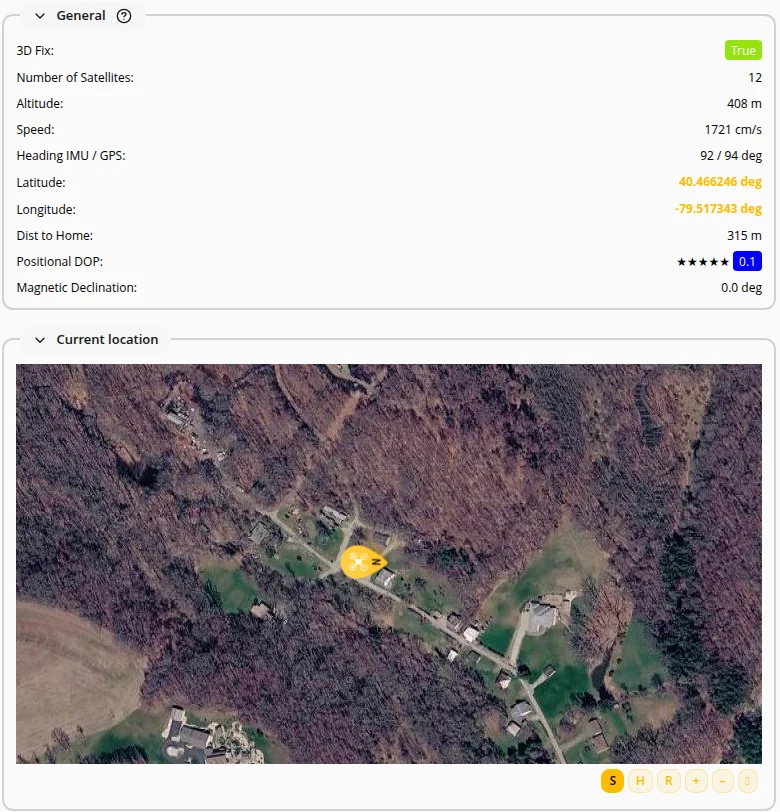 General
3D Fix: True
Number of Satellites: 12
Altitude: 408 m
Speed: 1721 cm/s
Heading IMU / GPS: 92 / 94 deg
Latitude: 40.466246 deg
Longitude: -79.517343 deg
Dist to Home: 315 m
Positional DOP: ★★★★★ 0.1
Magnetic Declination: 0.0 deg
Current location
N
S H R + -